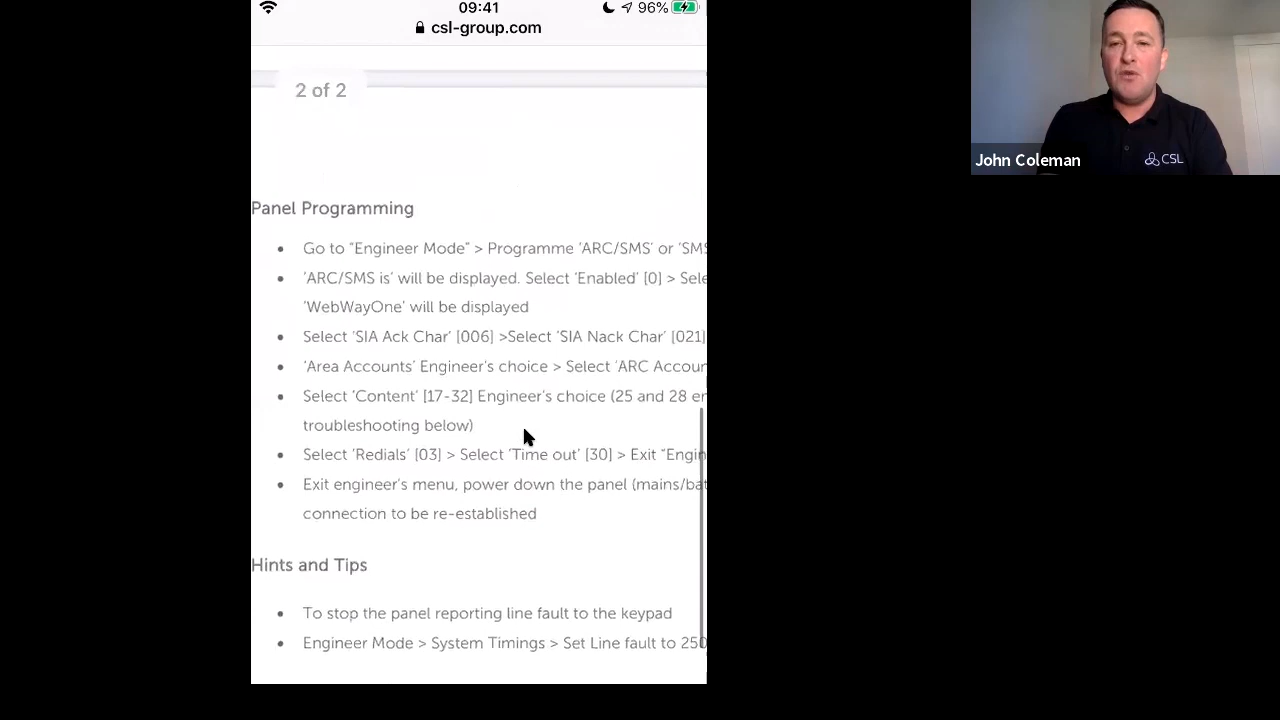 09:41
96%
csl-group.com
2 of 2
Panel Programming
Go to “Engineer Mode” > Programme ‘ARC/SMS’ or ‘SMS
‘ARC/SMS is’ will be displayed. Select ‘Enabled’ [0] > Sele
‘WebWayOne’ will be displayed
Select ‘SIA Ack Char’ [006] >Select ‘SIA Nack Char’ [021]
‘Area Accounts’ Engineer’s choice > Select ‘ARC Accoun
Select ‘Content’ [17-32] Engineer’s choice (25 and 28 en
troubleshooting below)
Select ‘Redials’ [03] > Select ‘Time out’ [30] > Exit “Engin
Exit engineer’s menu, power down the panel (mains/bat
connection to be re-established
Hints and Tips
To stop the panel reporting line fault to the keypad
Engineer Mode > System Timings > Set Line fault to 250
John Coleman
CSL